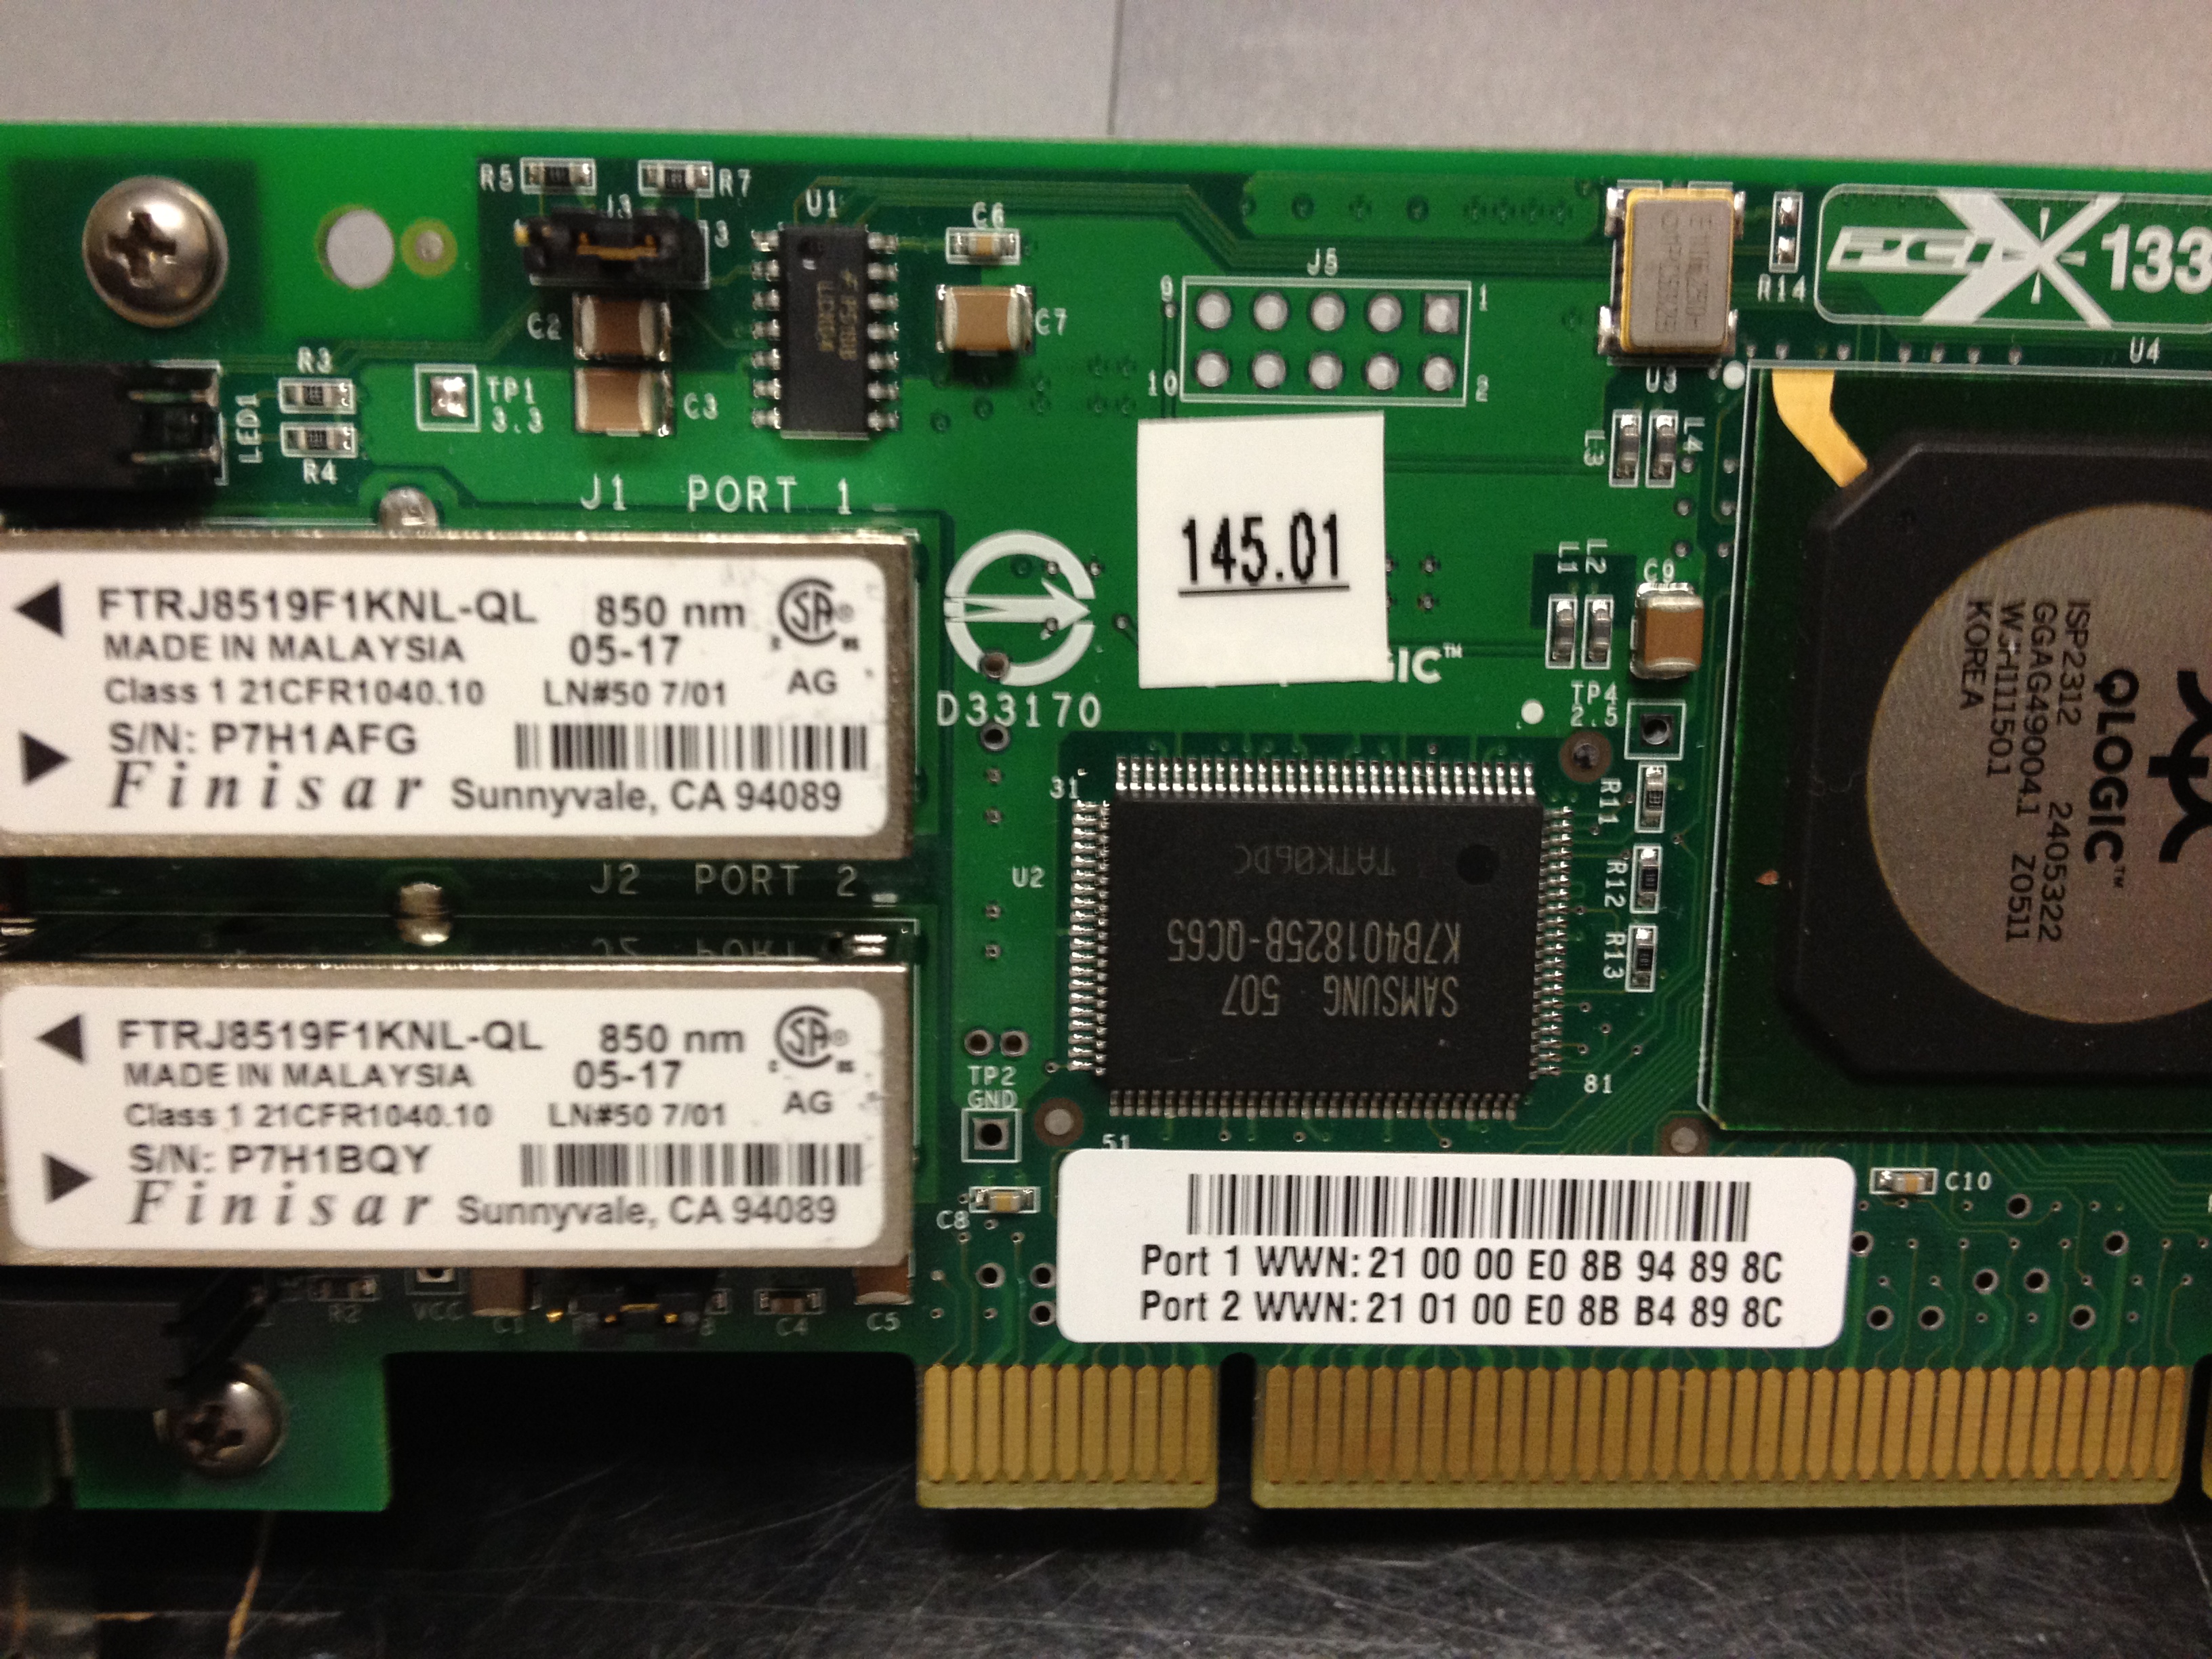 R5
R7
J3
3
U1
C6
C2
C7
J5
9
1
10
2
R14
PCI-X 133
U3
U4
R3
LED1
R4
TP1
3.3
C3
L3
L4
J1 PORT 1
145.01
FTRJ8519F1KNL-QL 850 nm
MADE IN MALAYSIA 05-17
Class 1 21CFR1040.10 LN#50 7/01
AG
S/N: P7H1AFG
Finisar Sunnyvale, CA 94089
D33170
GIC™
L1
L2
C9
TP4
2.5
ISP2312 2405322
GGAG4900041
WJH111501 Z0511
KOREA
QLOGIC™
31
U2
R11
R12
R13
SAMSUNG 507
K7B401825B-QC65
TATK06DC
81
51
J2 PORT 2
FTRJ8519F1KNL-QL 850 nm
MADE IN MALAYSIA 05-17
Class 1 21CFR1040.10 LN#50 7/01
AG
S/N: P7H1BQY
Finisar Sunnyvale, CA 94089
TP2
GND
C8
C10
Port 1 WWN: 21 00 00 E0 8B 94 89 8C
Port 2 WWN: 21 01 00 E0 8B B4 89 8C
R2
VCC
C1
C4
C5